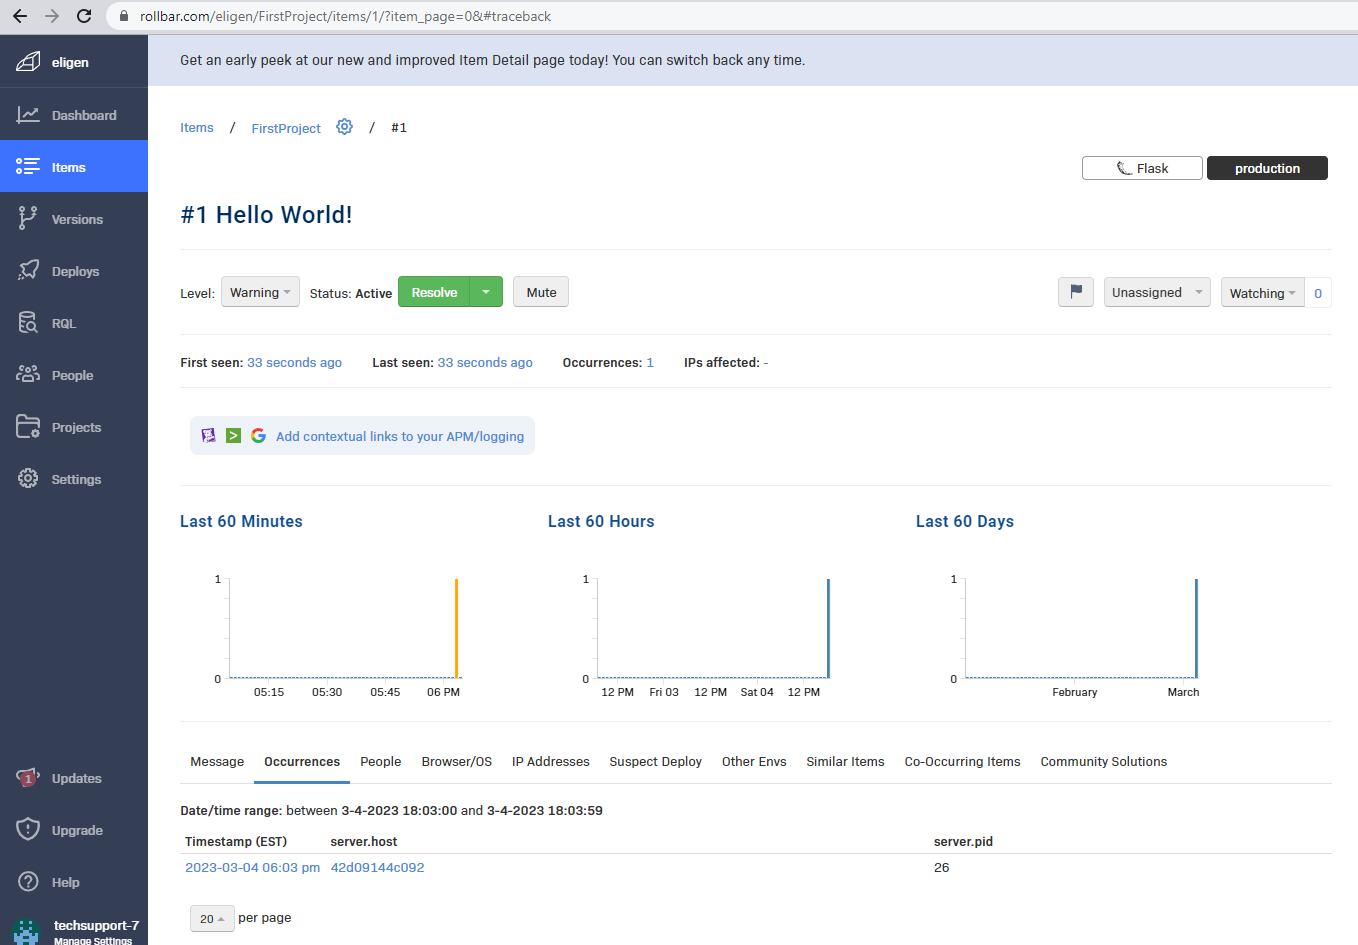 rollbar.com/eligen/FirstProject/items/1/?item_page=0&#traceback
eligen
Dashboard
Items
Versions
Deploys
RQL
People
Projects
Settings
1
Updates
Upgrade
Help
techsupport-7
Manage Settings
Get an early peek at our new and improved Item Detail page today! You can switch back any time.
Items / FirstProject / #1
Flask production
#1 Hello World!
Level: Warning Status: Active Resolve Mute Unassigned Watching 0
First seen: 33 seconds ago Last seen: 33 seconds ago Occurrences: 1 IPs affected: -
Add contextual links to your APM/logging
Last 60 Minutes
1
0
05:15 05:30 05:45 06 PM
Last 60 Hours
1
0
12 PM Fri 03 12 PM Sat 04 12 PM
Last 60 Days
1
0
February March
Message Occurrences People Browser/OS IP Addresses Suspect Deploy Other Envs Similar Items Co-Occurring Items Community Solutions
Date/time range: between 3-4-2023 18:03:00 and 3-4-2023 18:03:59
Timestamp (EST) server.host server.pid
2023-03-04 06:03 pm 42d09144c092 26
20 per page